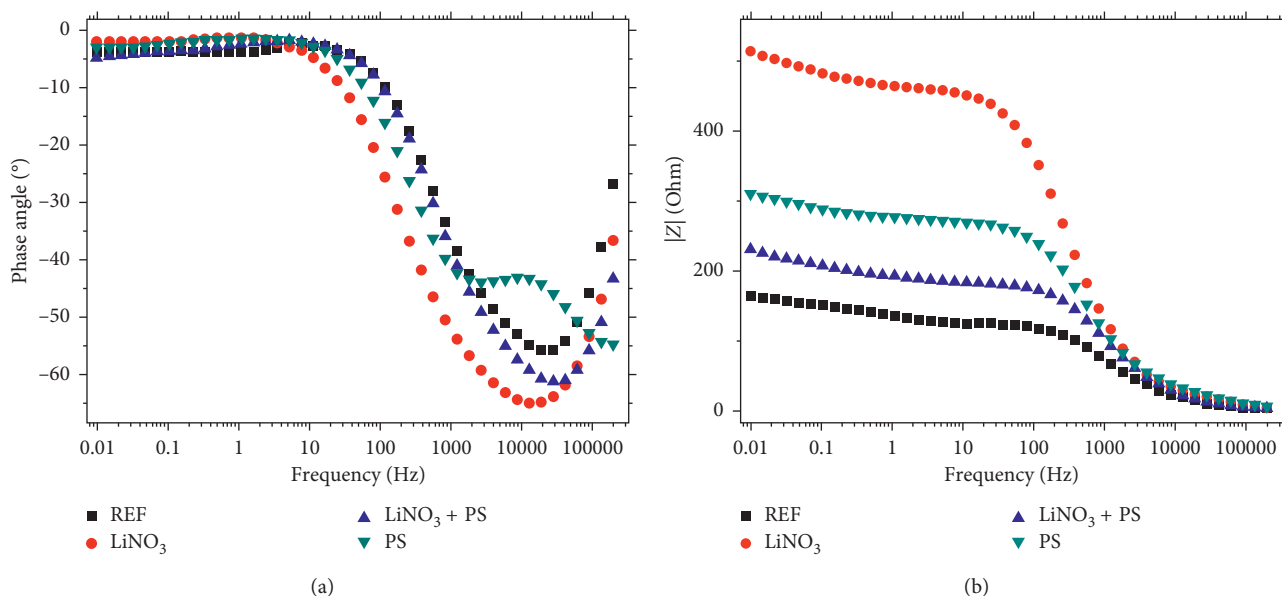 0
−10
−20
−30
−40
−50
−60
Phase angle (°)
0.01 0.1 1 10 100 1000 10000 100000
Frequency (Hz)
REF
LiNO₃
LiNO₃ + PS
PS
(a)
400
200
0
|Z| (Ohm)
0.01 0.1 1 10 100 1000 10000 100000
Frequency (Hz)
REF
LiNO₃
LiNO₃ + PS
PS
(b)